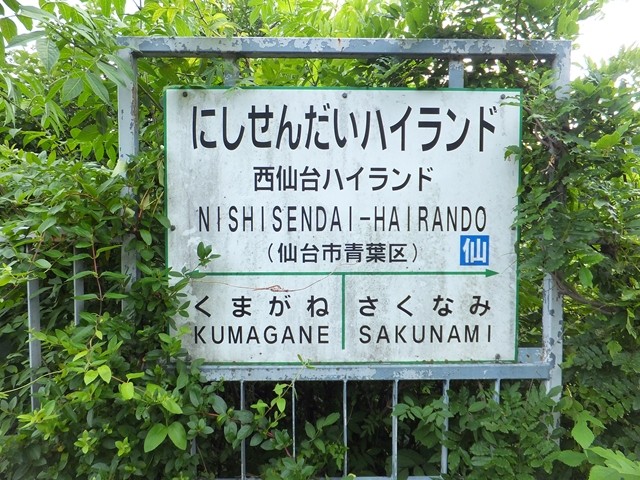 にしせんだいハイランド
西仙台ハイランド
NISHISENDAI-HAIRANDO
（仙台市青葉区）
仙
くまがね さくなみ
KUMAGANE SAKUNAMI